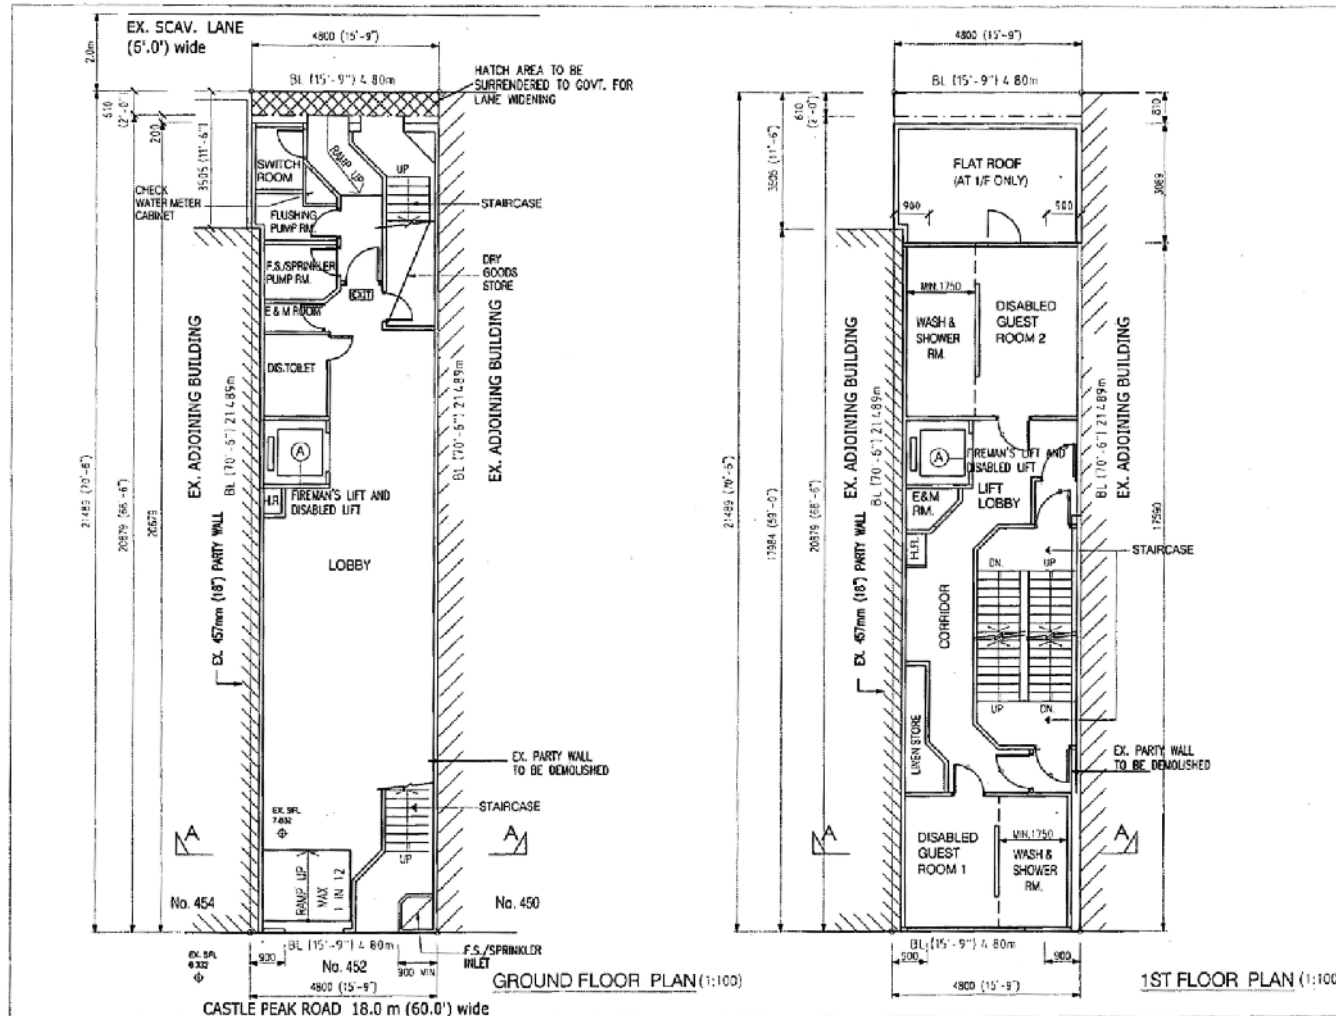 EX. SCAV. LANE
(6'.0') wide
2.0m
4800 (15'-9")
BL (15'-9") 4 80m
HATCH AREA TO BE
SURRENDERED TO GOVT. FOR
LANE WIDENING
610
(2'-0")
200
3505 (11'-6")
SWITCH
ROOM
RAMP UP
UP
CHECK
WATER METER
CABINET
FLUSHING
PUMP RM.
STAIRCASE
F.S./SPRINKLER
PUMP RM.
EXIT
DRY
GOODS
STORE
E & M ROOM
DIS.TOILET
EX. ADJOINING BUILDING
BL (70'-6") 21 489m
BL (70'-6") 21 489m
EX. ADJOINING BUILDING
A
21489 (70'-6")
20879 (68'-6")
20679
H.R.
FIREMAN'S LIFT AND
DISABLED LIFT
LOBBY
EX. 457mm (18") PARTY WALL
EX. PARTY WALL
TO BE DEMOLISHED
STAIRCASE
EX. SFL
UP
A
A
RAMP UP
MAX
1 IN 12
No. 454
No. 450
BL (15'-9") 4 80m
F.S./SPRINKLER
INLET
EX. SFL
900
No. 452
900 MIN.
4800 (15'-9")
GROUND FLOOR PLAN (1:100)
CASTLE PEAK ROAD 18.0 m (60.0') wide
4800 (15'-9")
BL (15'-9") 4 80m
610
(2'-0")
810
3505 (11'-6")
FLAT ROOF
(AT 1/F ONLY)
3089
900
900
MIN.1750
DISABLED
GUEST
ROOM 2
WASH &
SHOWER
RM.
EX. ADJOINING BUILDING
BL (70'-6") 21 489m
BL (70'-6") 21 489m
EX. ADJOINING BUILDING
A
FIREMAN'S LIFT AND
DISABLED LIFT
21489 (70'-6")
17984 (59'-0")
20879 (68'-6")
17590
E&M
RM.
LIFT
LOBBY
H.R.
EX. 457mm (18") PARTY WALL
STAIRCASE
DN.
UP
CORRIDOR
UP
DN.
LINEN STORE
EX. PARTY WALL
TO BE DEMOLISHED
A
A
DISABLED
GUEST
ROOM 1
MIN.1750
WASH &
SHOWER
RM.
BL (15'-9") 4 80m
900
900
4800 (15'-9")
1ST FLOOR PLAN (1:100